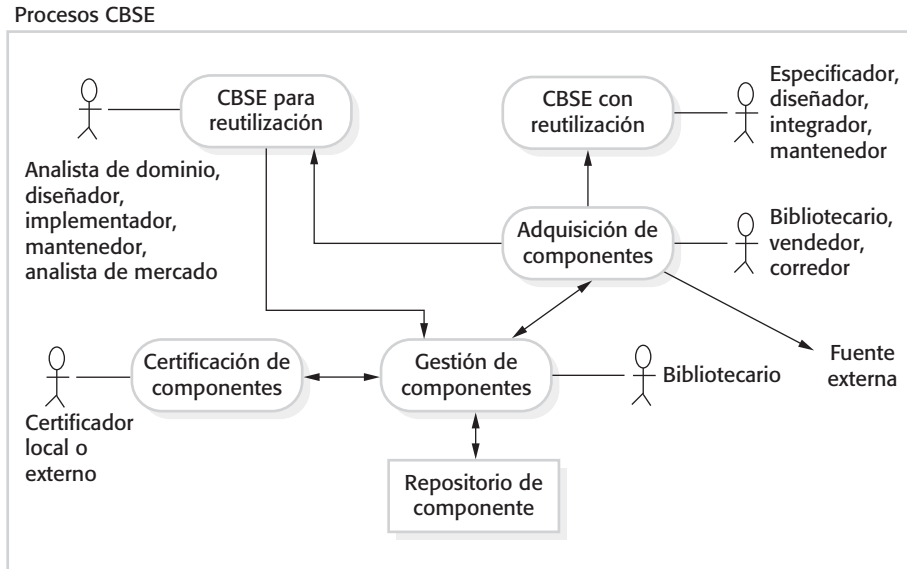 Procesos CBSE
CBSE para
reutilización
Analista de dominio,
diseñador,
implementador,
mantenedor,
analista de mercado
CBSE con
reutilización
Especificador,
diseñador,
integrador,
mantenedor
Adquisición de
componentes
Bibliotecario,
vendedor,
corredor
Fuente
externa
Certificación de
componentes
Certificador
local o
externo
Gestión de
componentes
Bibliotecario
Repositorio de
componente